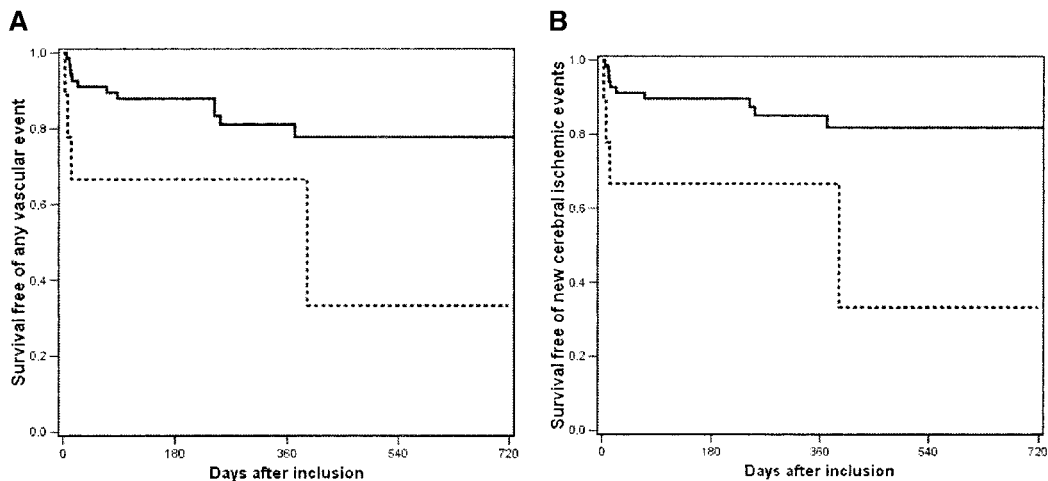 A
Survival free of any vascular event
1.0
0.8
0.6
0.4
0.2
0.0
0 180 360 540 720
Days after inclusion
B
Survival free of new cerebral ischemic events
1.0
0.8
0.6
0.4
0.2
0.0
0 180 360 540 720
Days after inclusion